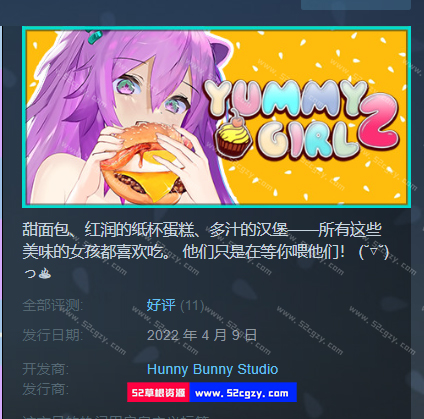 YUMMY
GIRL 2
甜面包、红润的纸杯蛋糕、多汁的汉堡——所有这些
美味的女孩都喜欢吃。 他们只是在等你喂他们！ (˘▽˘)
っ♨
全部评测: 好评 (11)
发行日期: 2022 年 4 月 9 日
开发商: Hunny Bunny Studio
发行商:
52草根资源 www.52cgzy.com
www.52cgzy.com